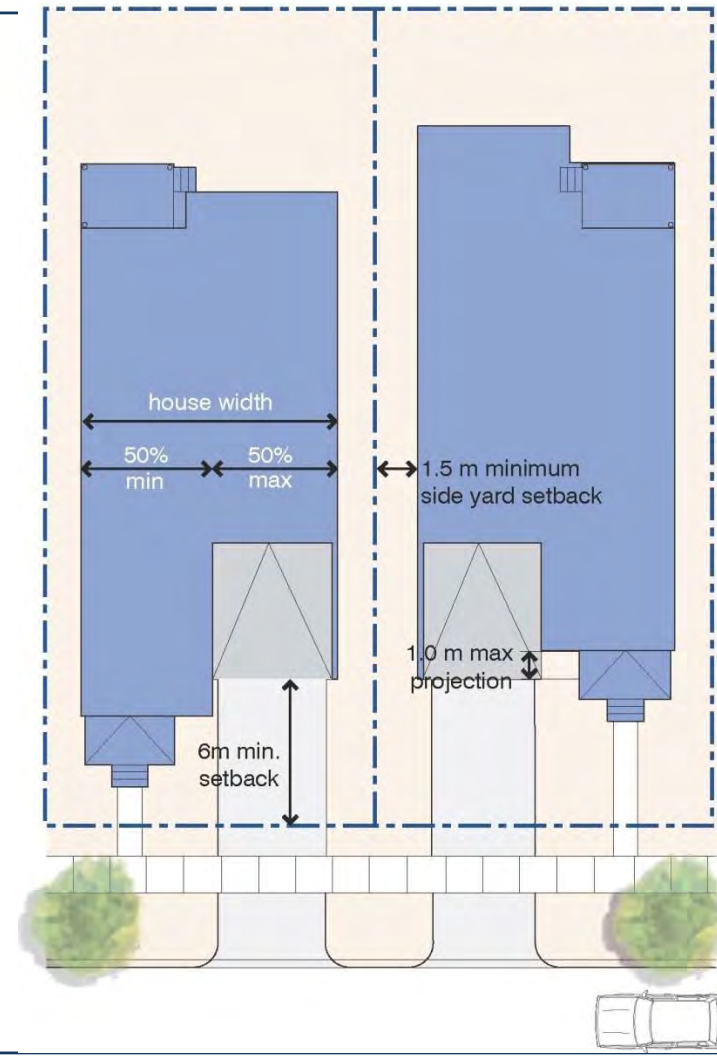 house width
50%
min
50%
max
1.5 m minimum
side yard setback
1.0 m max
projection
6m min.
setback